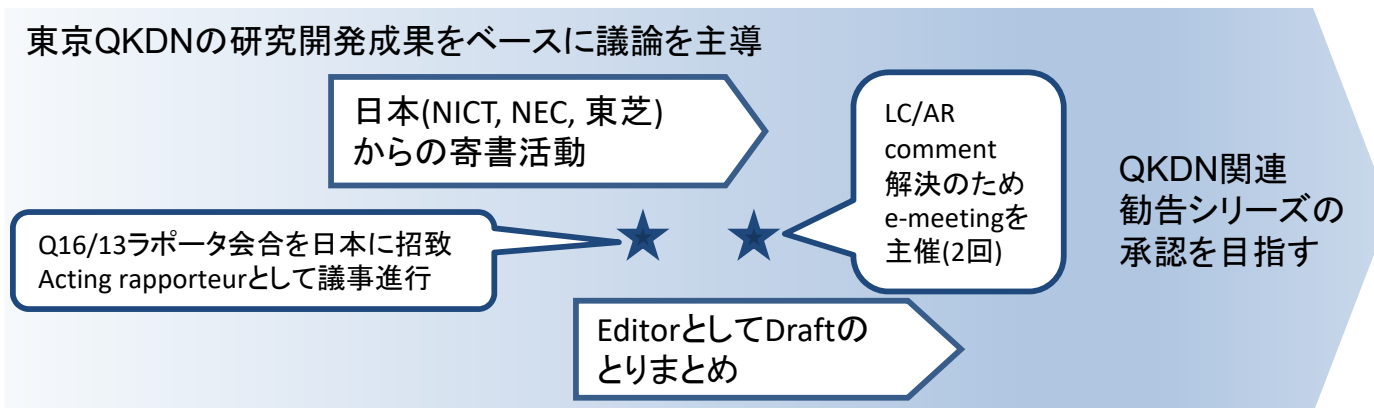 東京QKDNの研究開発成果をベースに議論を主導
日本(NICT, NEC, 東芝)
からの寄書活動
LC/AR
comment
解決のため
e-meetingを
主催(2回)
Q16/13ラポータ会合を日本に招致
Acting rapporteurとして議事進行
EditorとしてDraftの
とりまとめ
QKDN関連
勧告シリーズの
承認を目指す